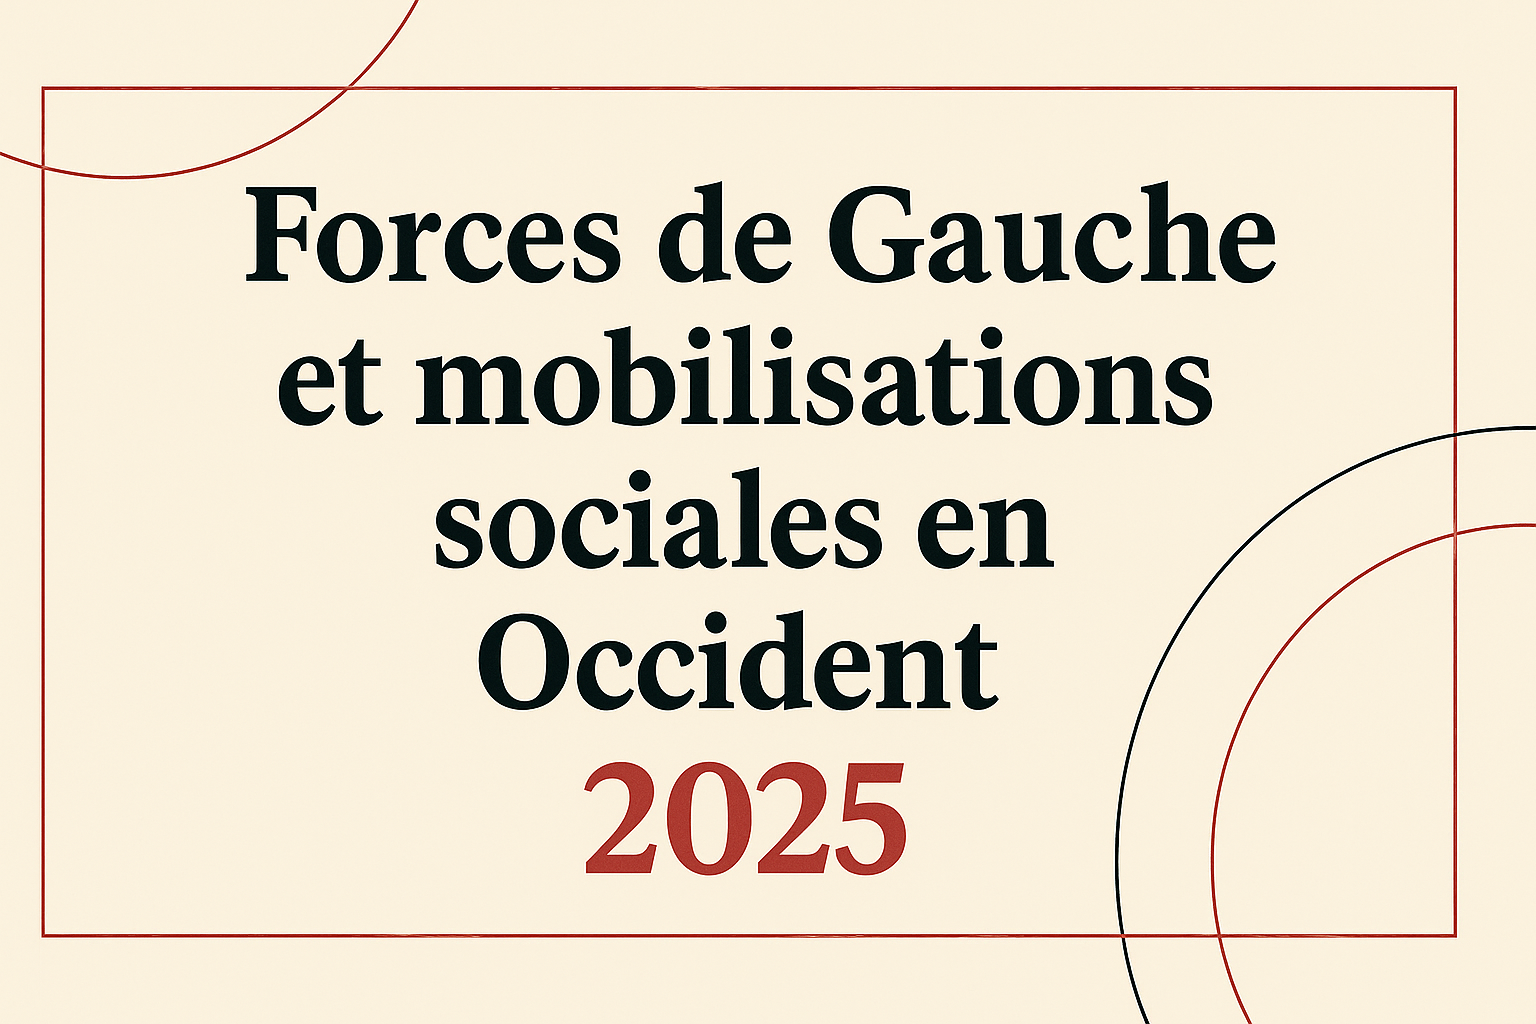 Forces de Gauche
et mobilisations
sociales en
Occident
2025